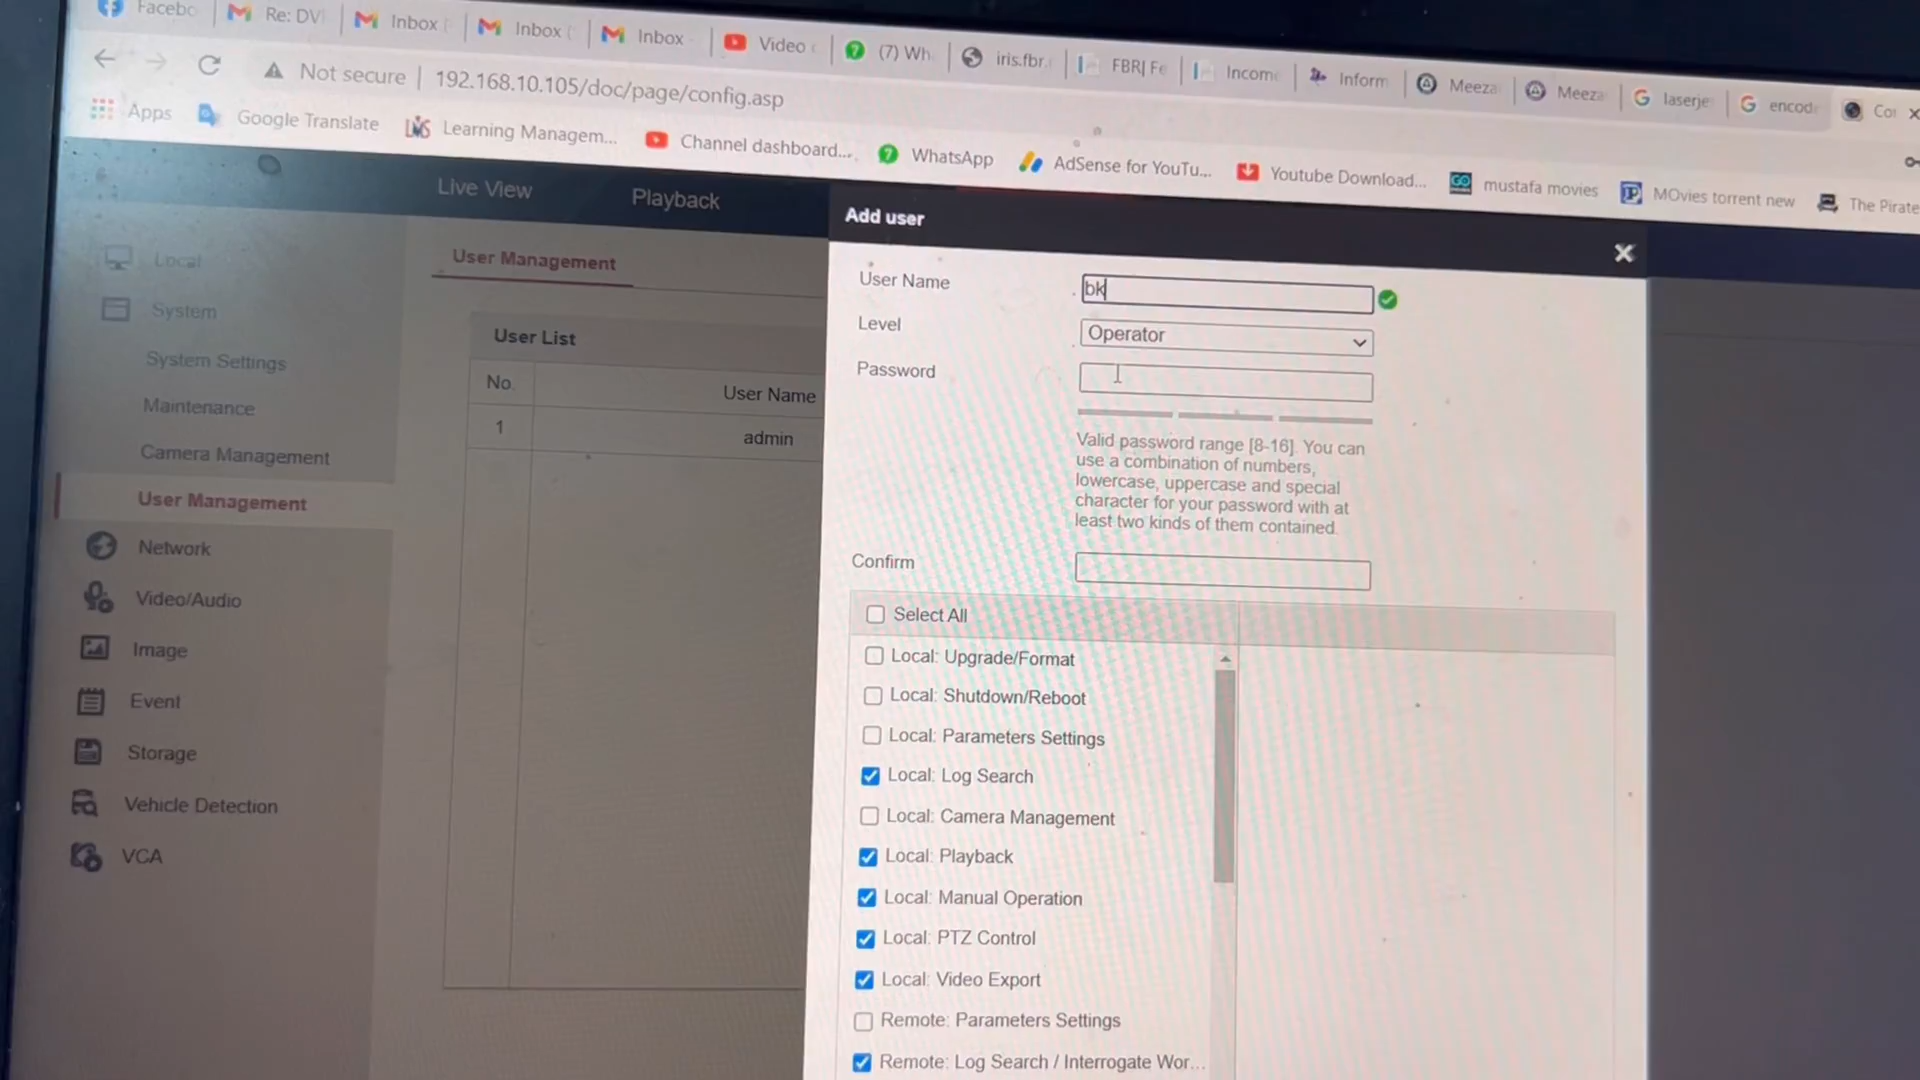 Facebo
Re: DV
Inbox
Inbox (
Inbox
Video
(7) Wh
iris.fbr.
FBR| Fe
Income
Inform
Meeza
Meeza
laserje
encod
Cor
Not secure | 192.168.10.105/doc/page/config.asp
Apps
Google Translate
LMS
Learning Managem...
Channel dashboard...
WhatsApp
AdSense for YouTu...
Youtube Download...
GO
mustafa movies
MOvies torrent new
The Pirate
Live View
Playback
Add user
Local
System
System Settings
Maintenance
Camera Management
User Management
Network
Video/Audio
Image
Event
Storage
Vehicle Detection
VCA
User Management
User List
No.
User Name
1
admin
User Name
bk
Level
Operator
Password
Valid password range [8-16]. You can
use a combination of numbers,
lowercase, uppercase and special
character for your password with at
least two kinds of them contained.
Confirm
Select All
Local: Upgrade/Format
Local: Shutdown/Reboot
Local: Parameters Settings
Local: Log Search
Local: Camera Management
Local: Playback
Local: Manual Operation
Local: PTZ Control
Local: Video Export
Remote: Parameters Settings
Remote: Log Search / Interrogate Wor...